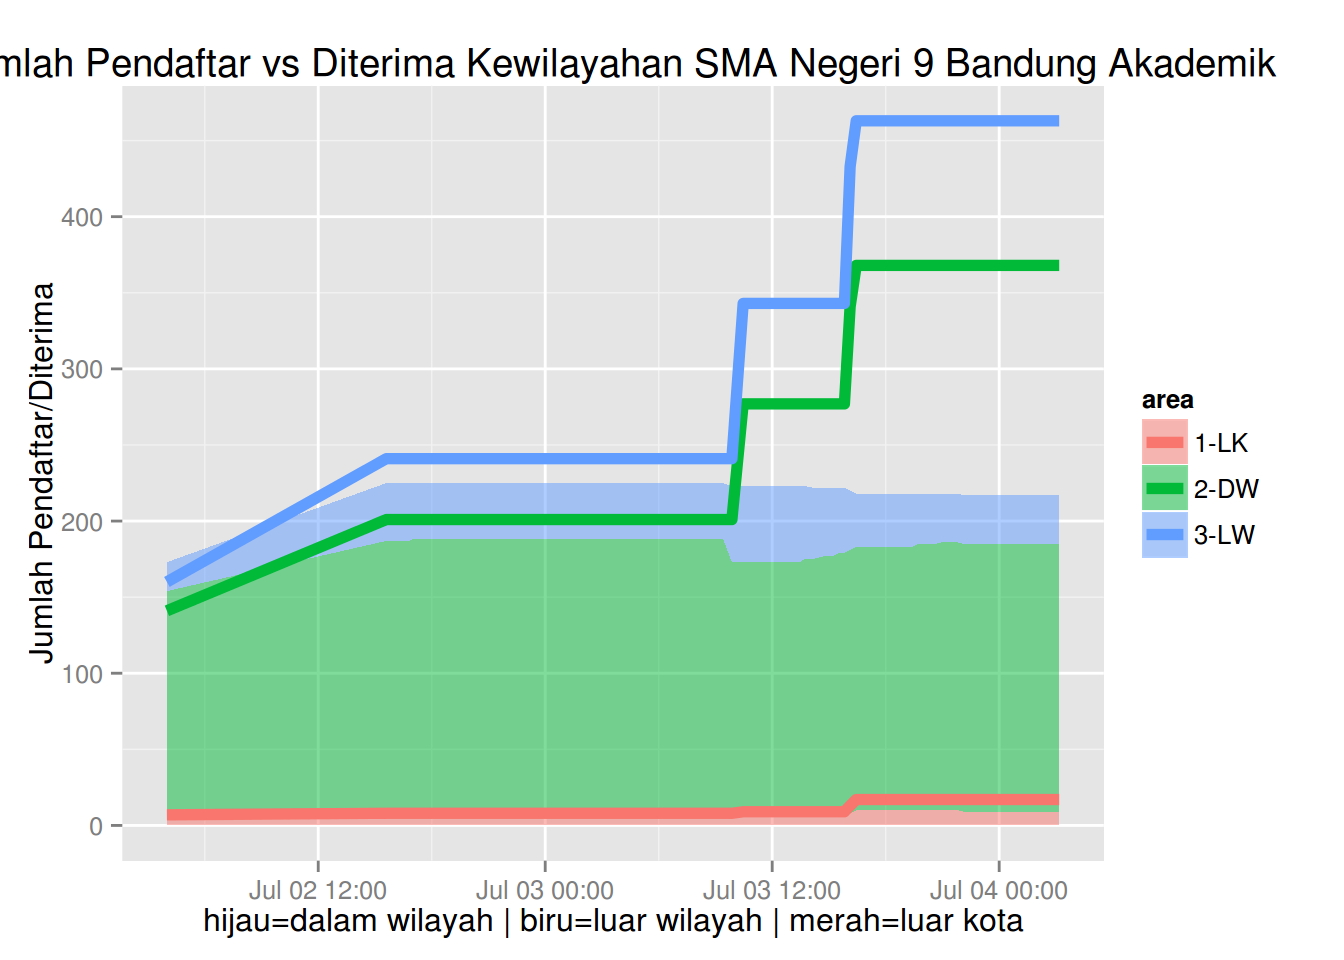 mlah Pendaftar vs Diterima Kewilayahan SMA Negeri 9 Bandung Akademik
Jumlah Pendaftar/Diterima
400
300
200
100
0
Jul 02 12:00
Jul 03 00:00
Jul 03 12:00
Jul 04 00:00
hijau=dalam wilayah | biru=luar wilayah | merah=luar kota
area
1-LK
2-DW
3-LW